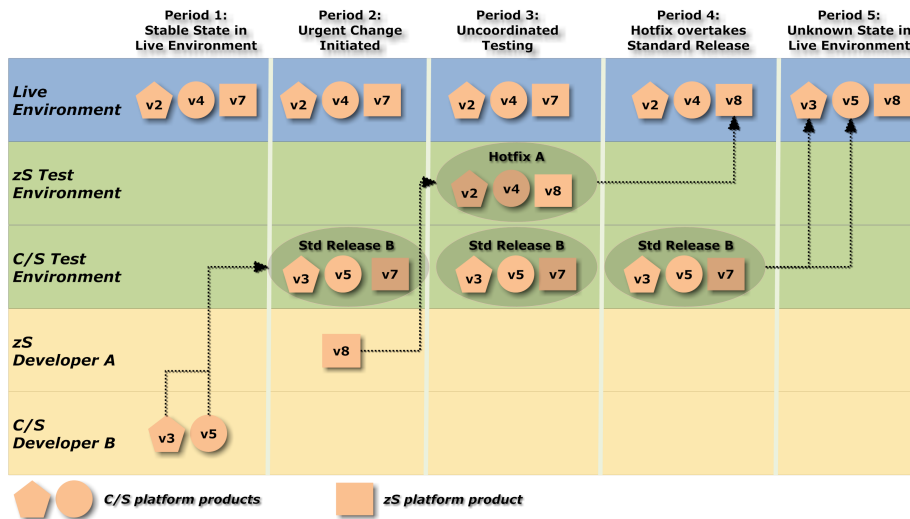 Period 1:
Stable State in
Live Environment
Period 2:
Urgent Change
Initiated
Period 3:
Uncoordinated
Testing
Period 4:
Hotfix overtakes
Standard Release
Period 5:
Unknown State in
Live Environment
Live
Environment
v2 v4 v7
v2 v4 v7
v2 v4 v7
v2 v4 v8
v3 v5 v8
zS Test
Environment
Hotfix A
v2 v4 v8
C/S Test
Environment
Std Release B
v3 v5 v7
Std Release B
v3 v5 v7
Std Release B
v3 v5 v7
zS
Developer A
v8
C/S
Developer B
v3 v5
C/S platform products
zS platform product